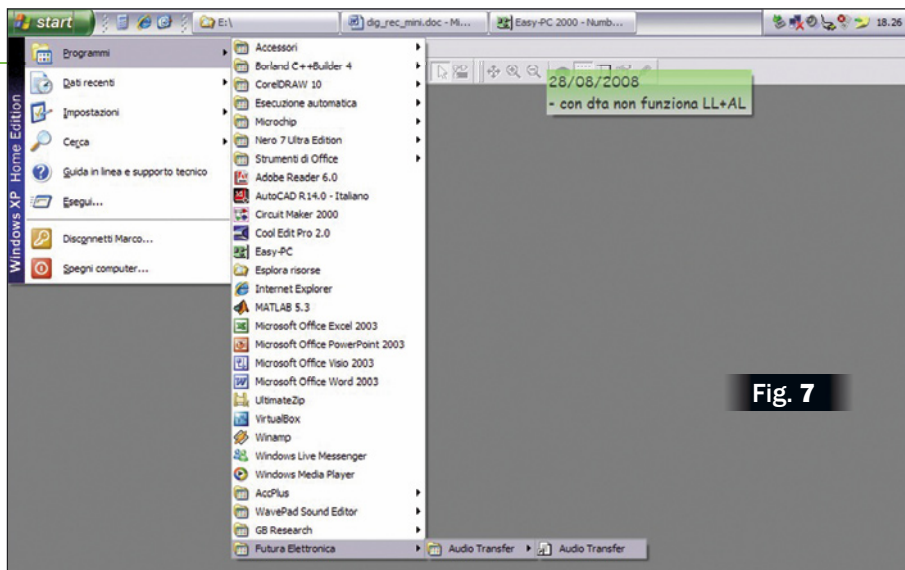 start
E:\
dig_rec_mini.doc - Mi...
Easy-PC 2000 - Numb...
18.26
Windows XP Home Edition
Programmi
Dati recenti
Impostazioni
Cerca
Guida in linea e supporto tecnico
Esegui...
Disconnetti Marco...
Spegni computer...
Accessori
Borland C++Builder 4
CorelDRAW 10
Esecuzione automatica
Microchip
Nero 7 Ultra Edition
Strumenti di Office
Adobe Reader 6.0
AutoCAD R14.0 - Italiano
Circuit Maker 2000
Cool Edit Pro 2.0
Easy-PC
Esplora risorse
Internet Explorer
MATLAB 5.3
Microsoft Office Excel 2003
Microsoft Office PowerPoint 2003
Microsoft Office Visio 2003
Microsoft Office Word 2003
UltimateZip
VirtualBox
Winamp
Windows Live Messenger
Windows Media Player
AccPlus
WavePad Sound Editor
GB Research
Futura Elettronica
Audio Transfer
Audio Transfer
28/08/2008
- con dta non funziona LL+AL
Fig. 7